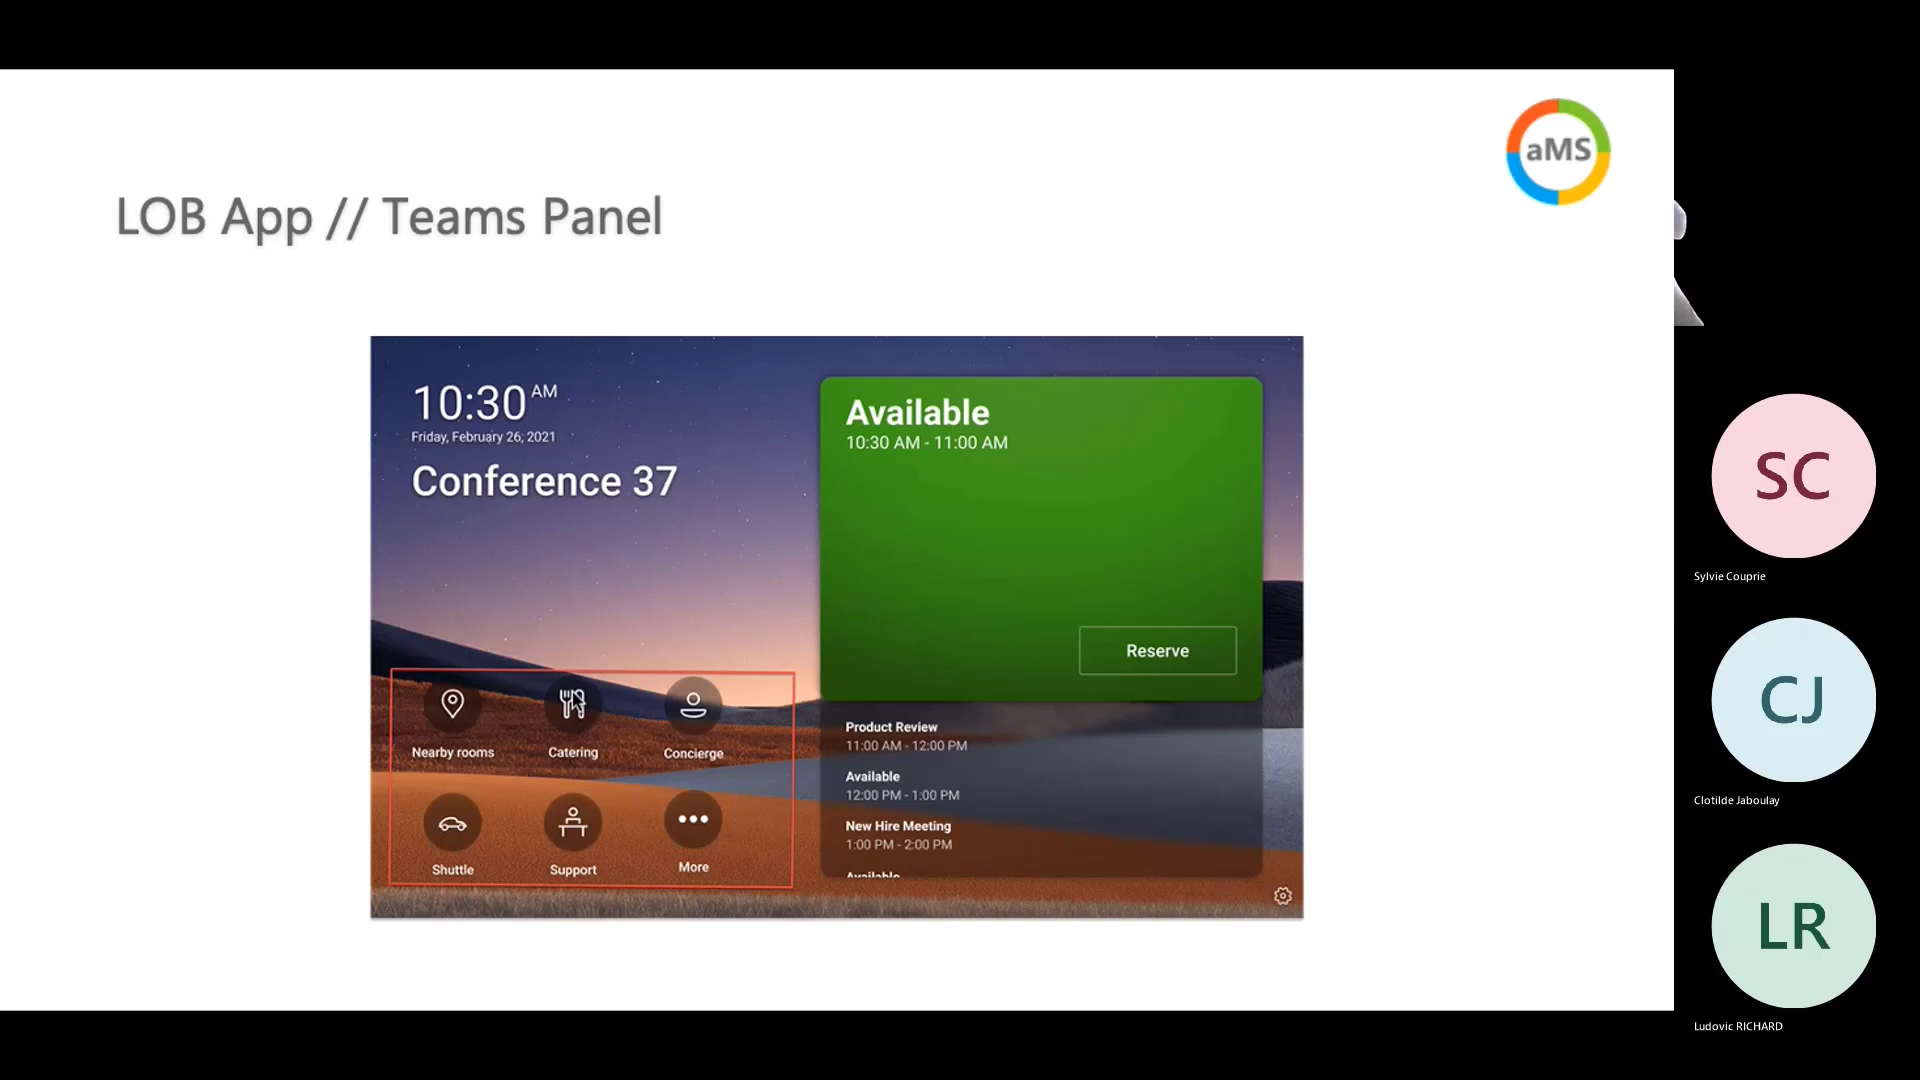 aMS
LOB App // Teams Panel
10:30 AM
Friday, February 26, 2021
Conference 37
Nearby rooms
Catering
Concierge
Shuttle
Support
More
Available
10:30 AM - 11:00 AM
Reserve
Product Review
11:00 AM - 12:00 PM
Available
12:00 PM - 1:00 PM
New Hire Meeting
1:00 PM - 2:00 PM
Available
SC
Sylvie Couprie
CJ
Clotilde Jaboulay
LR
Ludovic RICHARD